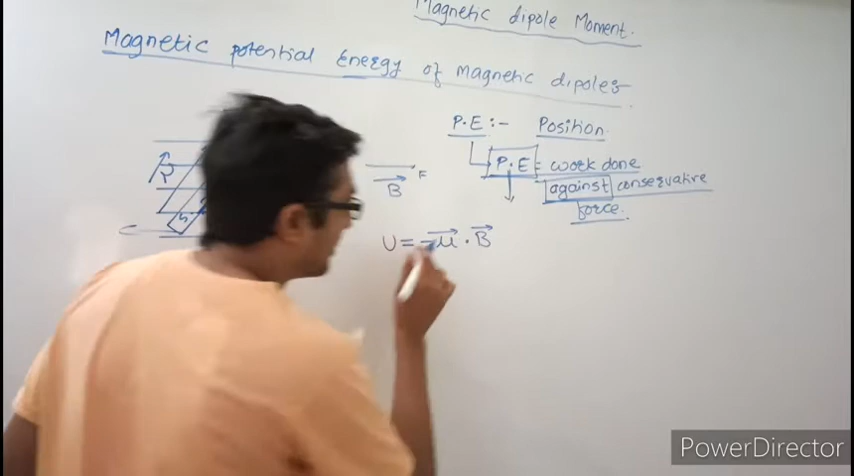 Magnetic dipole Moment.
Magnetic potential Energy of magnetic dipoles.
P.E :- Position
P.E = work done
against conservative
force.
B F
U = -μ · B
PowerDirector